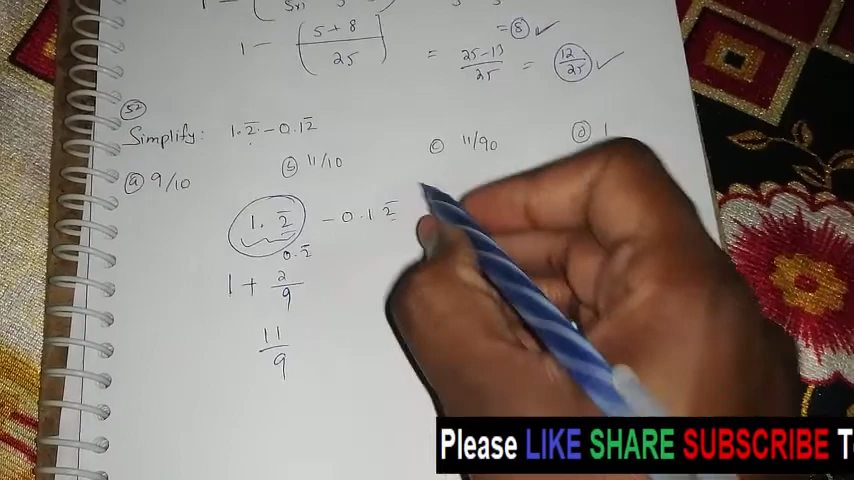 5×1
1 - [ 5+8 / 25 ]
= 8 ✓
= 25-13 / 25 = 12/25 ✓
52
Simplify: 1.2̅ - 0.12̅
a 9/10 b 11/10 c 11/90 d 1
1.2̅ - 0.12̅
0.2̅
1 + 2/9
11/9
Please LIKE SHARE SUBSCRIBE T